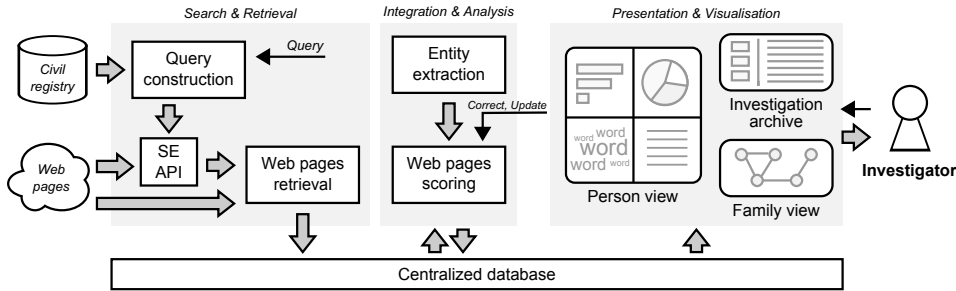 Search & Retrieval
Integration & Analysis
Presentation & Visualisation
Civil
registry
Query
construction
Query
Entity
extraction
Correct, Update
Web
pages
SE
API
Web pages
retrieval
Web pages
scoring
word
word
word
word
word
word
Person view
Investigation
archive
Family view
Investigator
Centralized database